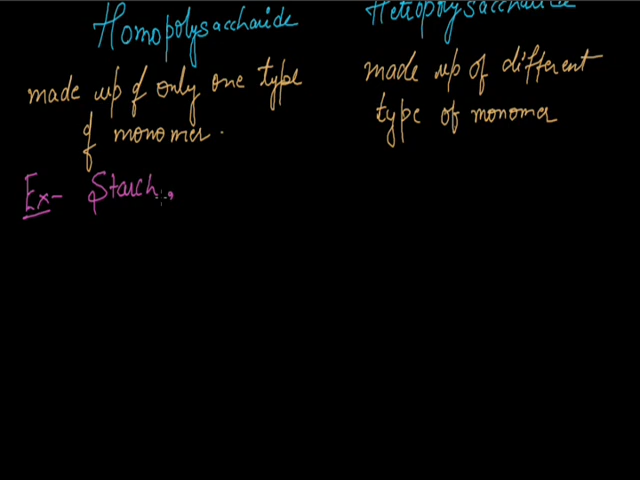 Homopolysaccharide
Heteropolysaccharide
made up of only one type
of monomer.
made up of different
type of monomer
Ex- Starch,